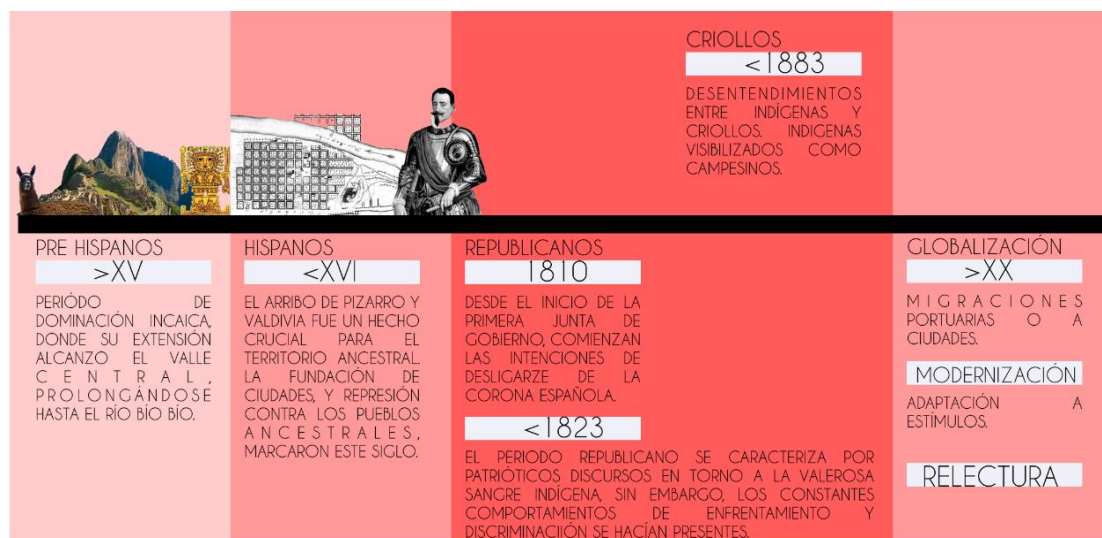 CRIOLLOS
<1883
DESENTENDIMIENTOS
ENTRE INDÍGENAS Y
CRIOLLOS. INDIGENAS
VISIBILIZADOS COMO
CAMPESINOS.
PRE HISPANOS
>XV
PERIÓDO DE
DOMINACIÓN INCAICA,
DONDE SU EXTENSIÓN
ALCANZO EL VALLE
CENTRAL,
PROLONGÁNDOSE
HASTA EL RÍO BÍO BÍO.
HISPANOS
<XVI
EL ARRIBO DE PIZARRO Y
VALDIVIA FUE UN HECHO
CRUCIAL PARA EL
TERRITORIO ANCESTRAL.
LA FUNDACIÓN DE
CIUDADES, Y REPRESIÓN
CONTRA LOS PUEBLOS
ANCESTRALES,
MARCARON ESTE SIGLO.
REPUBLICANOS
1810
DESDE EL INICIO DE LA
PRIMERA JUNTA DE
GOBIERNO, COMIENZAN
LAS INTENCIONES DE
DESLIGARZE DE LA
CORONA ESPAÑOLA.
<1823
EL PERIODO REPUBLICANO SE CARACTERIZA POR
PATRIÓTICOS DISCURSOS EN TORNO A LA VALEROSA
SANGRE INDÍGENA, SIN EMBARGO, LOS CONSTANTES
COMPORTAMIENTOS DE ENFRENTAMIENTO Y
DISCRIMINACIIÓN SE HACÍAN PRESENTES.
GLOBALIZACIÓN
>XX
MIGRACIONES
PORTUARIAS O A
CIUDADES.
MODERNIZACIÓN
ADAPTACIÓN A
ESTÍMULOS.
RELECTURA